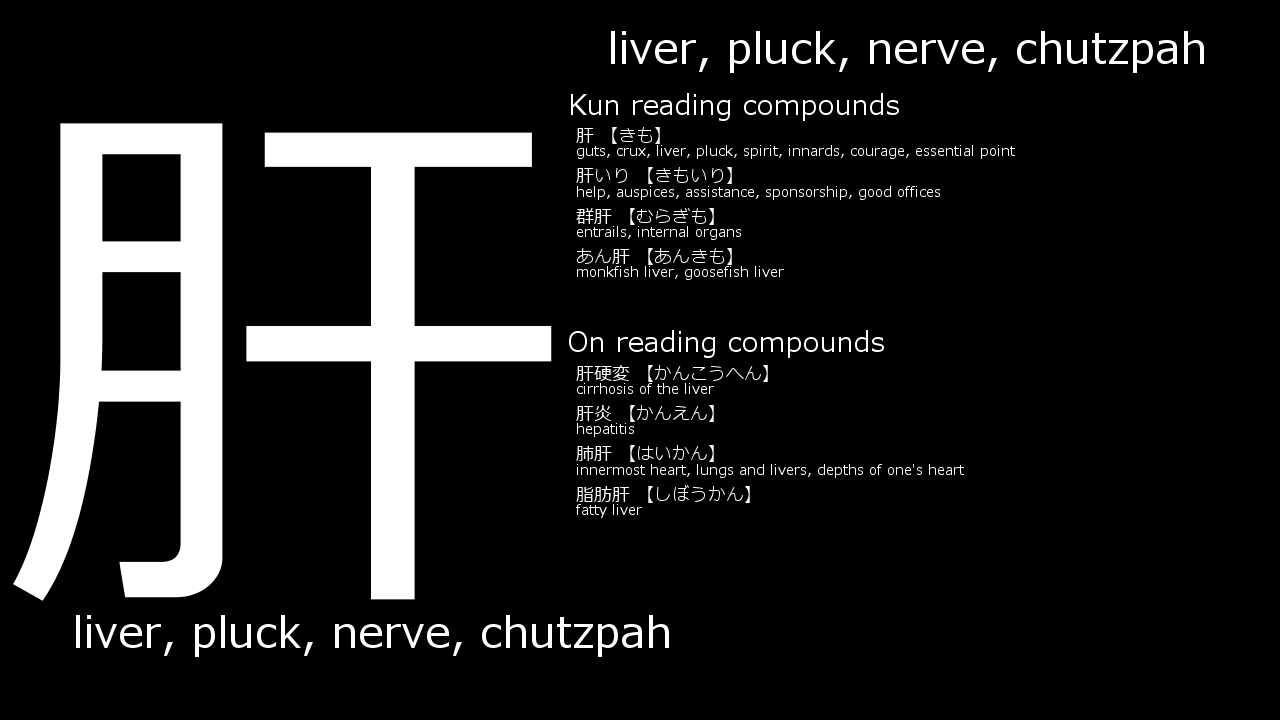 liver, pluck, nerve, chutzpah
肝
Kun reading compounds
肝 【きも】
guts, crux, liver, pluck, spirit, innards, courage, essential point
肝いり 【きもいり】
help, auspices, assistance, sponsorship, good offices
群肝 【むらぎも】
entrails, internal organs
あん肝 【あんきも】
monkfish liver, goosefish liver
On reading compounds
肝硬変 【かんこうへん】
cirrhosis of the liver
肝炎 【かんえん】
hepatitis
肺肝 【はいかん】
innermost heart, lungs and livers, depths of one's heart
脂肪肝 【しぼうかん】
fatty liver
liver, pluck, nerve, chutzpah